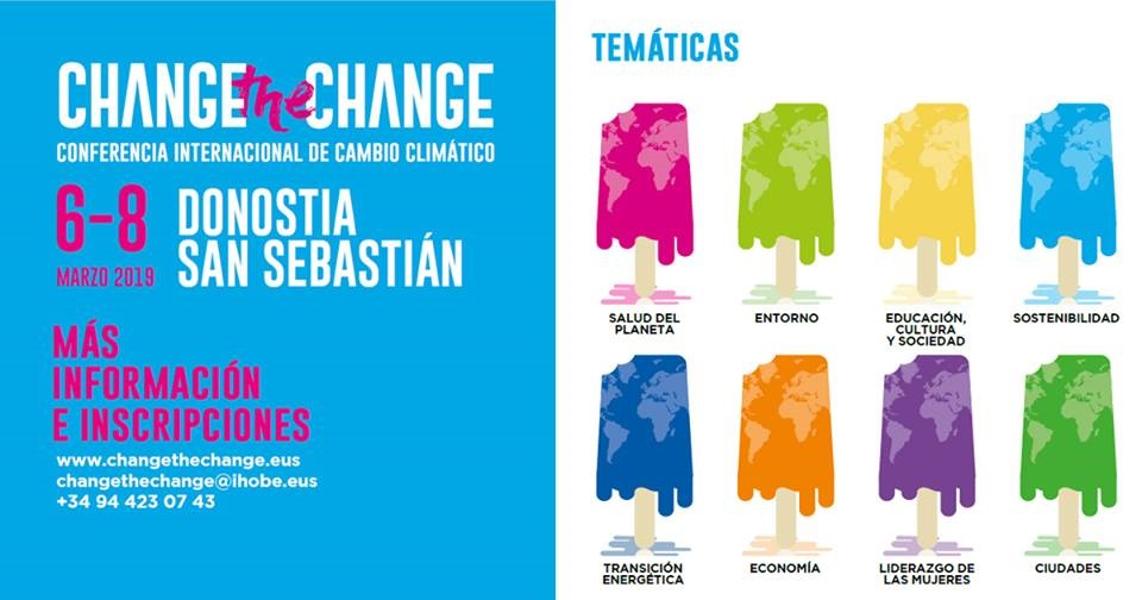 CHANGE the CHANGE
CONFERENCIA INTERNACIONAL DE CAMBIO CLIMÁTICO
6-8
MARZO 2019
DONOSTIA
SAN SEBASTIÁN
MÁS
INFORMACIÓN
E INSCRIPCIONES
www.changethechange.eus
changethechange@ihobe.eus
+34 94 423 07 43
TEMÁTICAS
SALUD DEL
PLANETA
ENTORNO
EDUCACIÓN,
CULTURA
Y SOCIEDAD
SOSTENIBILIDAD
TRANSICIÓN
ENERGÉTICA
ECONOMÍA
LIDERAZGO DE
LAS MUJERES
CIUDADES